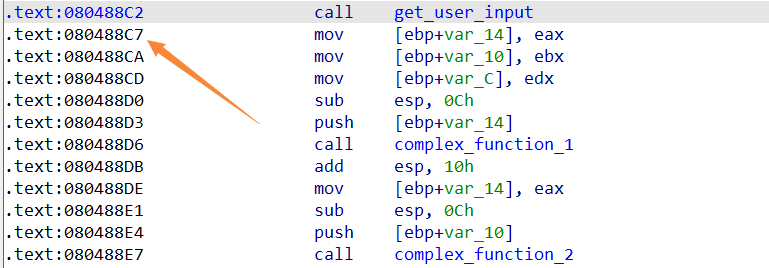 .text:080488C2 call get_user_input
.text:080488C7 mov [ebp+var_14], eax
.text:080488CA mov [ebp+var_10], ebx
.text:080488CD mov [ebp+var_C], edx
.text:080488D0 sub esp, 0Ch
.text:080488D3 push [ebp+var_14]
.text:080488D6 call complex_function_1
.text:080488DB add esp, 10h
.text:080488DE mov [ebp+var_14], eax
.text:080488E1 sub esp, 0Ch
.text:080488E4 push [ebp+var_10]
.text:080488E7 call complex_function_2